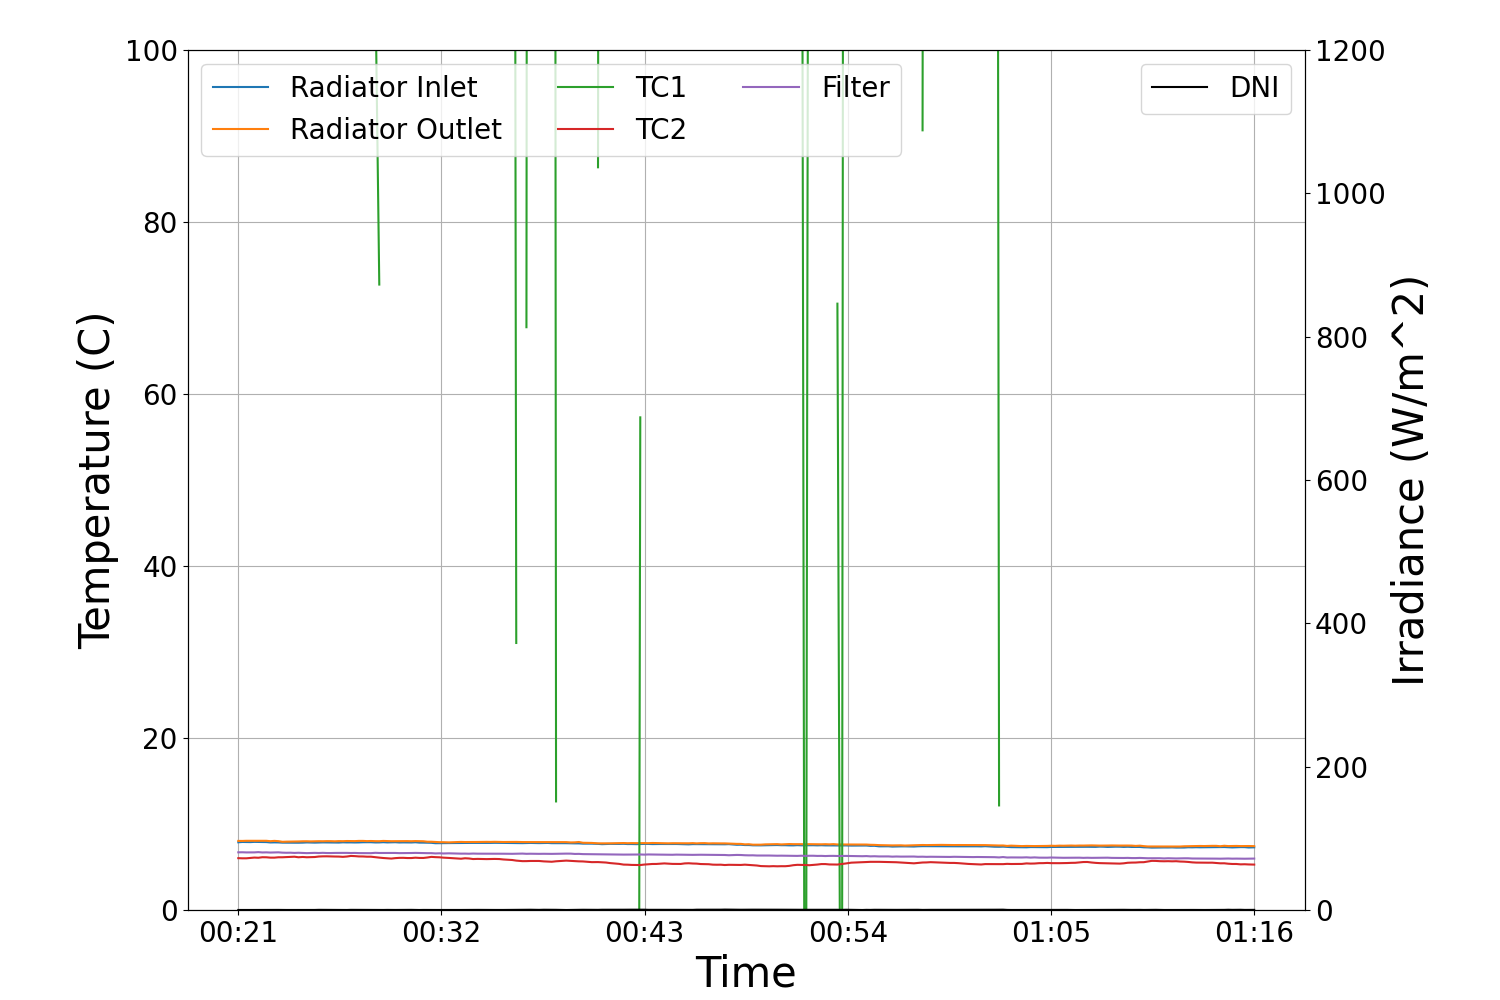 Radiator Inlet
Radiator Outlet
TC1
TC2
Filter
DNI
100
80
60
40
20
0
Temperature (C)
1200
1000
800
600
400
200
0
Irradiance (W/m^2)
00:21 00:32 00:43 00:54 01:05 01:16
Time